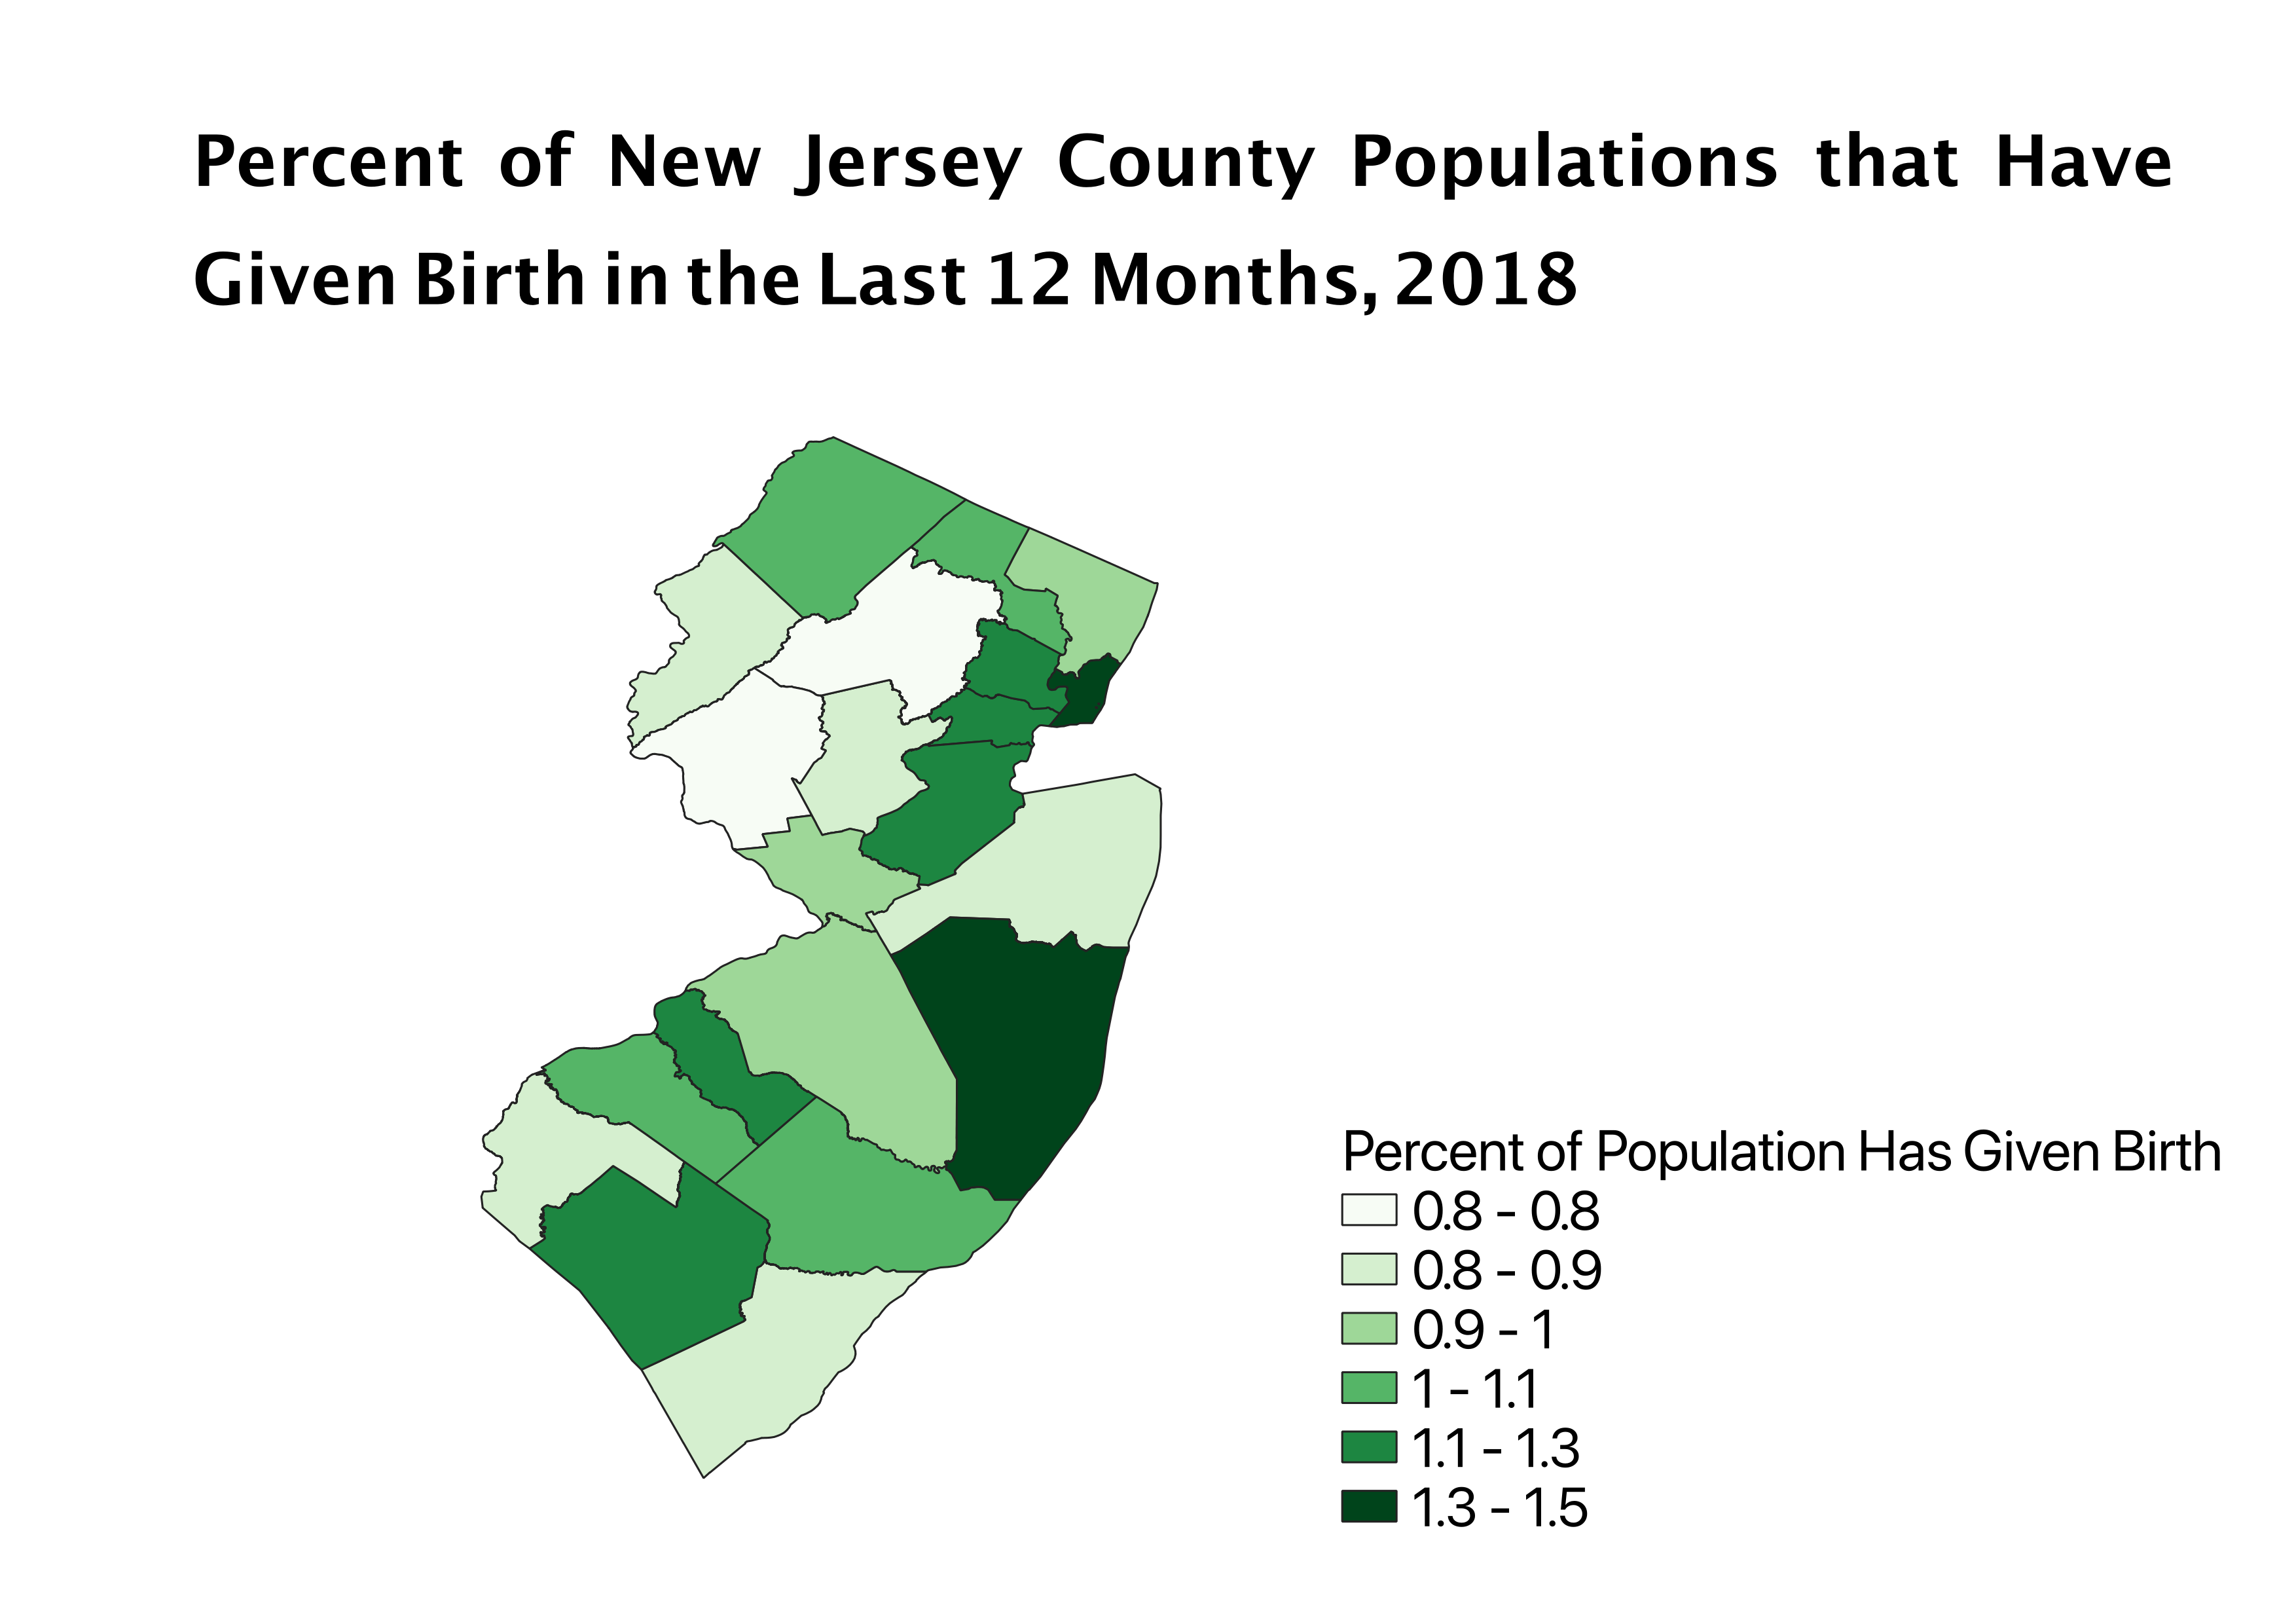 Percent of New Jersey County Populations that Have
Given Birth in the Last 12 Months, 2018
Percent of Population Has Given Birth
0.8 - 0.8
0.8 - 0.9
0.9 - 1
1 - 1.1
1.1 - 1.3
1.3 - 1.5